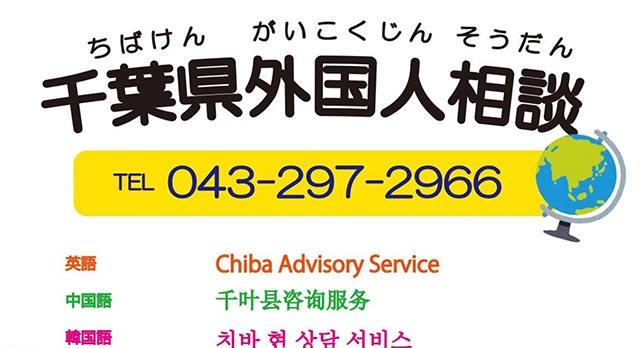 ちばけん がいこくじん そうだん
千葉県外国人相談
TEL 043-297-2966
英語 Chiba Advisory Service
中国語 千叶县咨询服务
韓国語 치바 현 상담 서비스